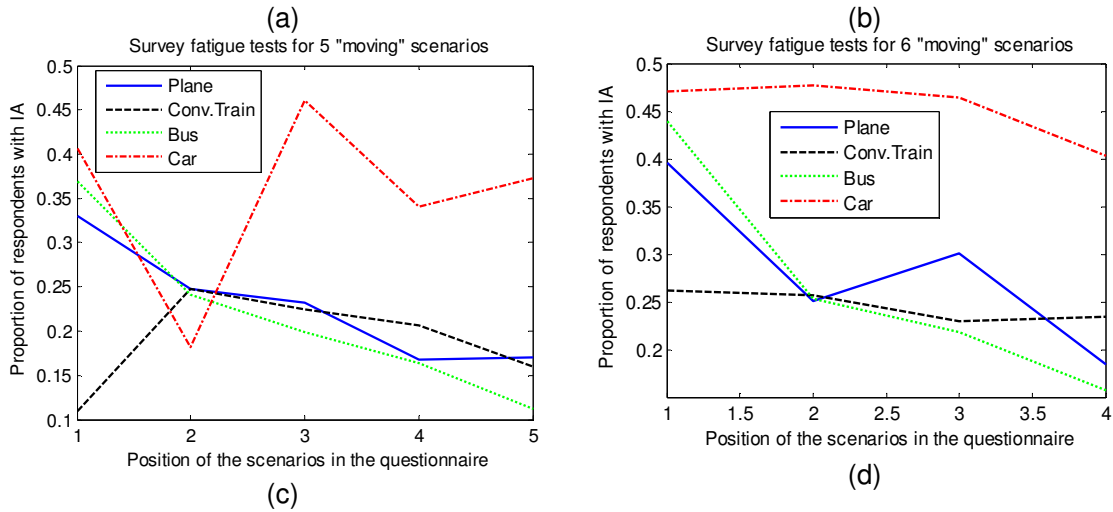 (a)
(b)
Survey fatigue tests for 5 "moving" scenarios
Proportion of respondents with IA
0.5
0.45
0.4
0.35
0.3
0.25
0.2
0.15
0.1
Plane
Conv.Train
Bus
Car
1
2
3
4
5
Position of the scenarios in the questionnaire
(c)
Survey fatigue tests for 6 "moving" scenarios
Proportion of respondents with IA
0.5
0.45
0.4
0.35
0.3
0.25
0.2
Plane
Conv.Train
Bus
Car
1
1.5
2
2.5
3
3.5
4
Position of the scenarios in the questionnaire
(d)